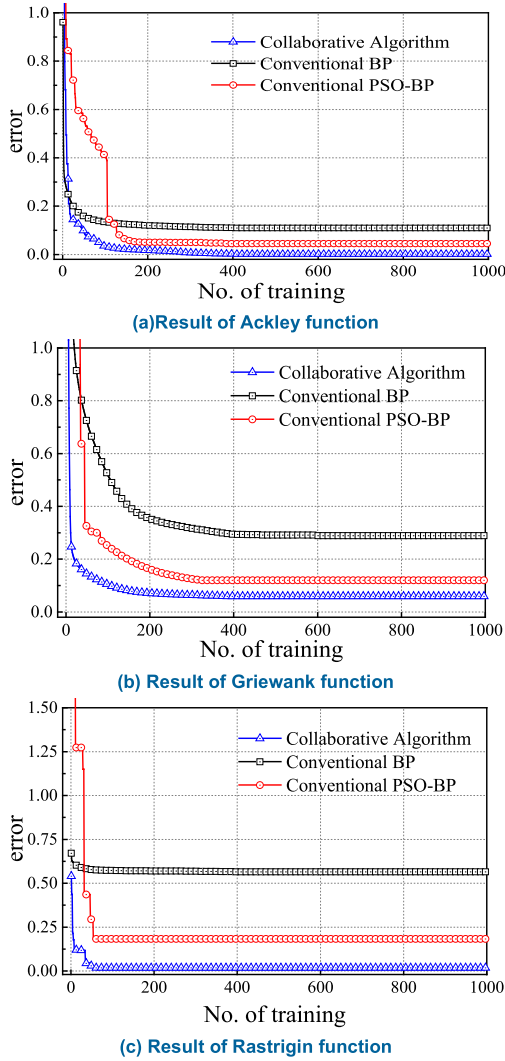 1.0
0.8
0.6
0.4
0.2
0.0
error
Collaborative Algorithm
Conventional BP
Conventional PSO-BP
0 200 400 600 800 1000
No. of training
(a)Result of Ackley function
1.0
0.8
0.6
0.4
0.2
0.0
error
Collaborative Algorithm
Conventional BP
Conventional PSO-BP
0 200 400 600 800 1000
No. of training
(b) Result of Griewank function
1.50
1.25
1.00
0.75
0.50
0.25
0.00
error
Collaborative Algorithm
Conventional BP
Conventional PSO-BP
0 200 400 600 800 1000
No. of training
(c) Result of Rastrigin function